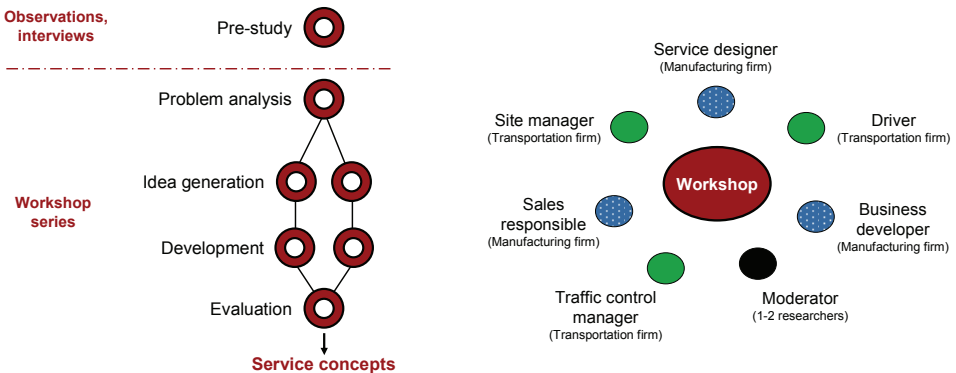 Observations,
interviews
Pre-study
Problem analysis
Idea generation
Workshop
series
Development
Evaluation
Service concepts
Service designer
(Manufacturing firm)
Site manager
(Transportation firm)
Driver
(Transportation firm)
Workshop
Sales
responsible
(Manufacturing firm)
Business
developer
(Manufacturing firm)
Traffic control
manager
(Transportation firm)
Moderator
(1-2 researchers)